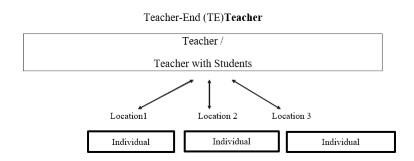 Teacher-End (TE)Teacher
Teacher /
Teacher with Students
Location1 Location 2 Location 3
Individual Individual Individual